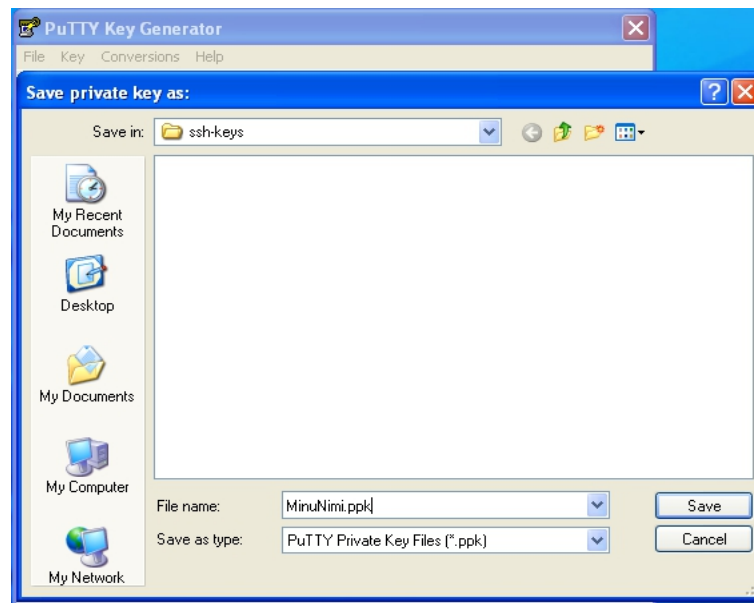 PuTTY Key Generator
File Key Conversions Help
Save private key as:
Save in: ssh-keys
My Recent
Documents
Desktop
My Documents
My Computer
My Network
File name: MinuNimi.ppk Save
Save as type: PuTTY Private Key Files (*.ppk) Cancel